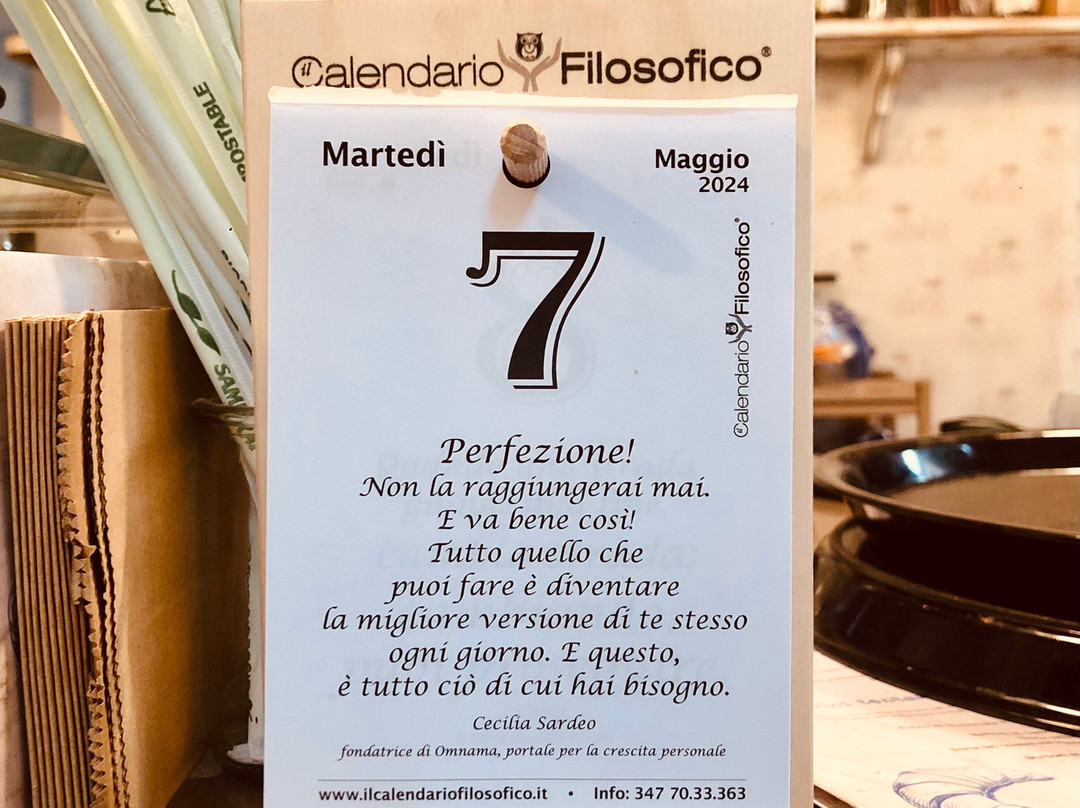 il Calendario Filosofico®
Martedì
Maggio
2024
7
il Calendario Filosofico®
Perfezione!
Non la raggiungerai mai.
E va bene così!
Tutto quello che
puoi fare è diventare
la migliore versione di te stesso
ogni giorno. E questo,
è tutto ciò di cui hai bisogno.
Cecilia Sardeo
fondatrice di Omnama, portale per la crescita personale
www.ilcalendariofilosofico.it • Info: 347 70.33.363